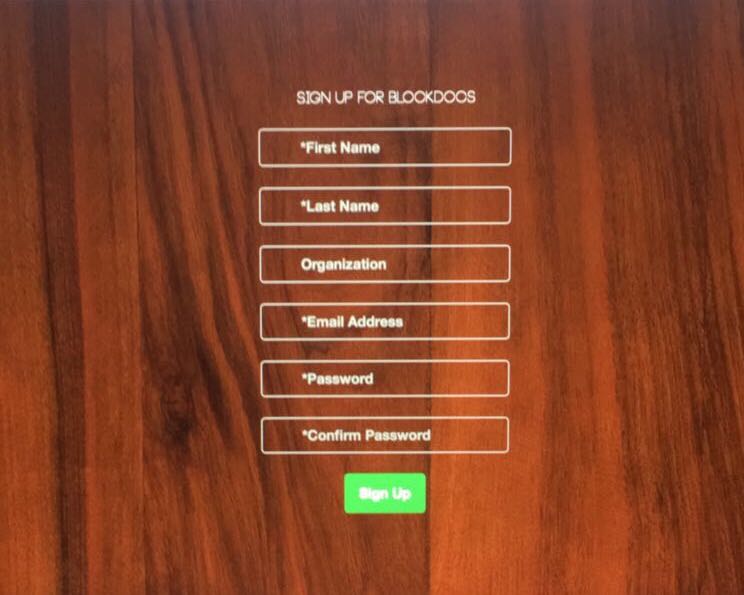 SIGN UP FOR BLOCKDOCS
*First Name
*Last Name
Organization
*Email Address
*Password
*Confirm Password
Sign Up